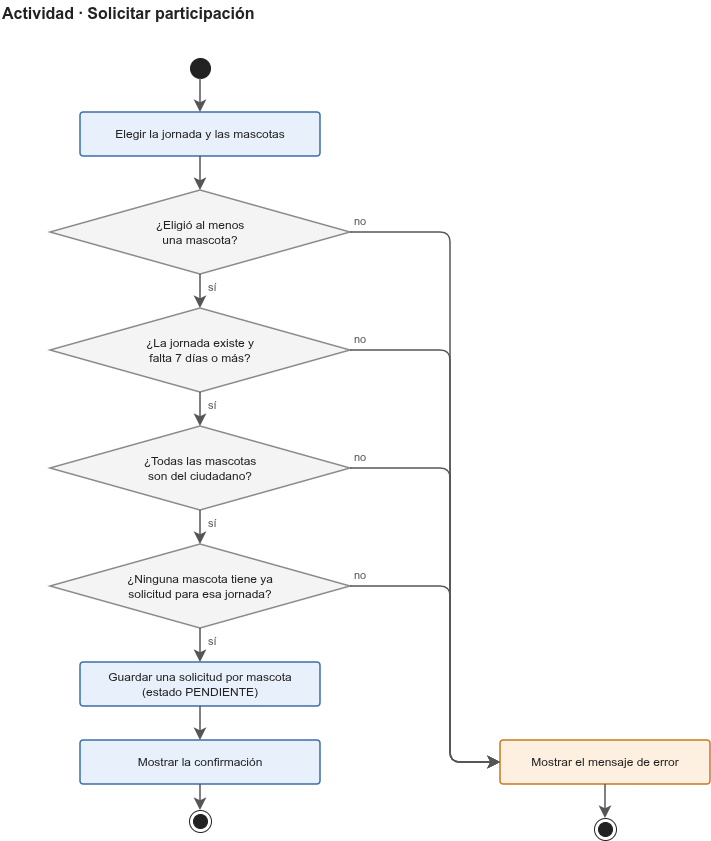 Actividad · Solicitar participación
Elegir la jornada y las mascotas
¿Eligió al menos
una mascota?
no
sí
¿La jornada existe y
falta 7 días o más?
no
sí
¿Todas las mascotas
son del ciudadano?
no
sí
¿Ninguna mascota tiene ya
solicitud para esa jornada?
no
sí
Guardar una solicitud por mascota
(estado PENDIENTE)
Mostrar la confirmación
Mostrar el mensaje de error